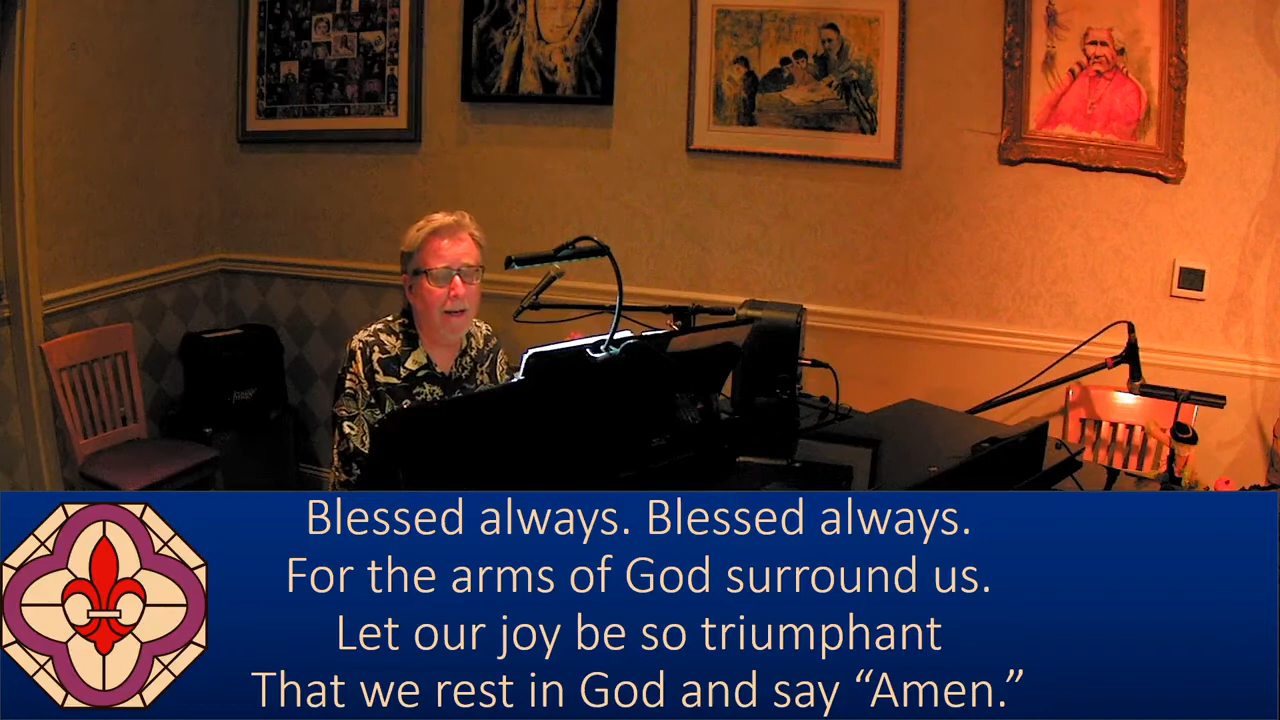 Blessed always. Blessed always.
For the arms of God surround us.
Let our joy be so triumphant
That we rest in God and say “Amen.”